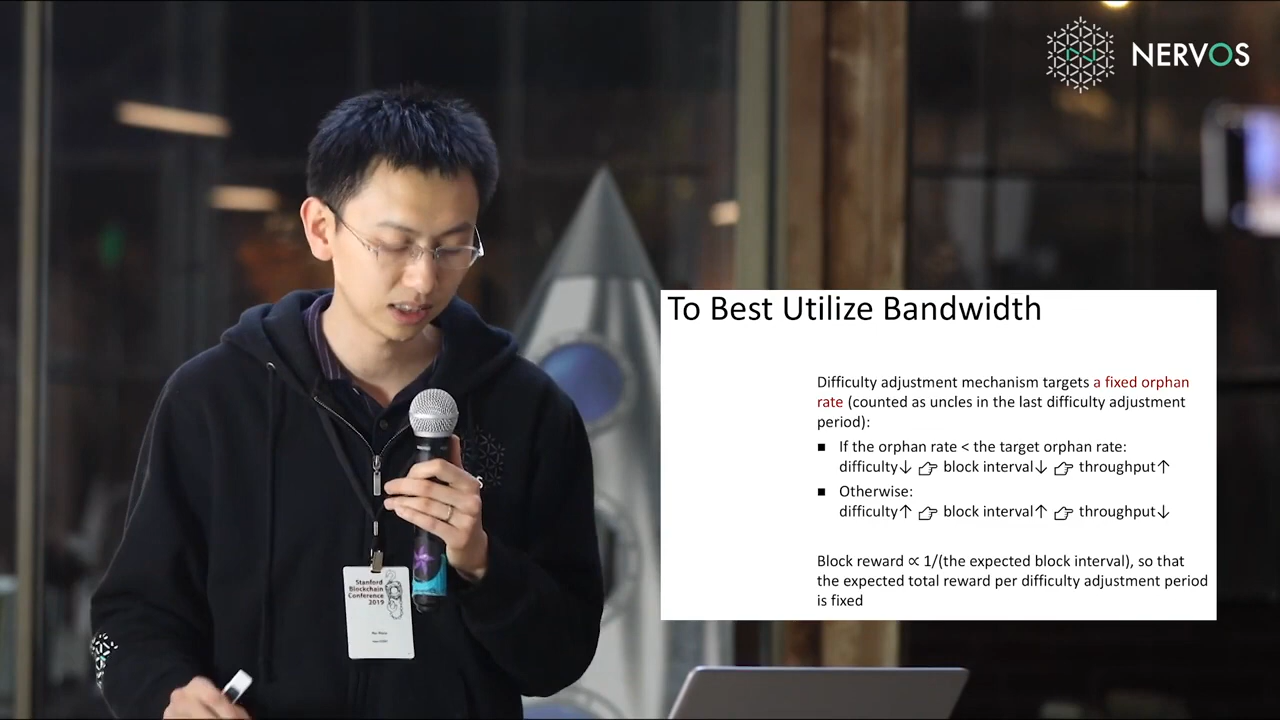 NERVOS
To Best Utilize Bandwidth
Difficulty adjustment mechanism targets a fixed orphan
rate (counted as uncles in the last difficulty adjustment
period):
■ If the orphan rate < the target orphan rate:
difficulty↓ 👉 block interval↓ 👉 throughput↑
■ Otherwise:
difficulty↑ 👉 block interval↑ 👉 throughput↓
Block reward ∝ 1/(the expected block interval), so that
the expected total reward per difficulty adjustment period
is fixed
Stanford
Blockchain
Conference
2019